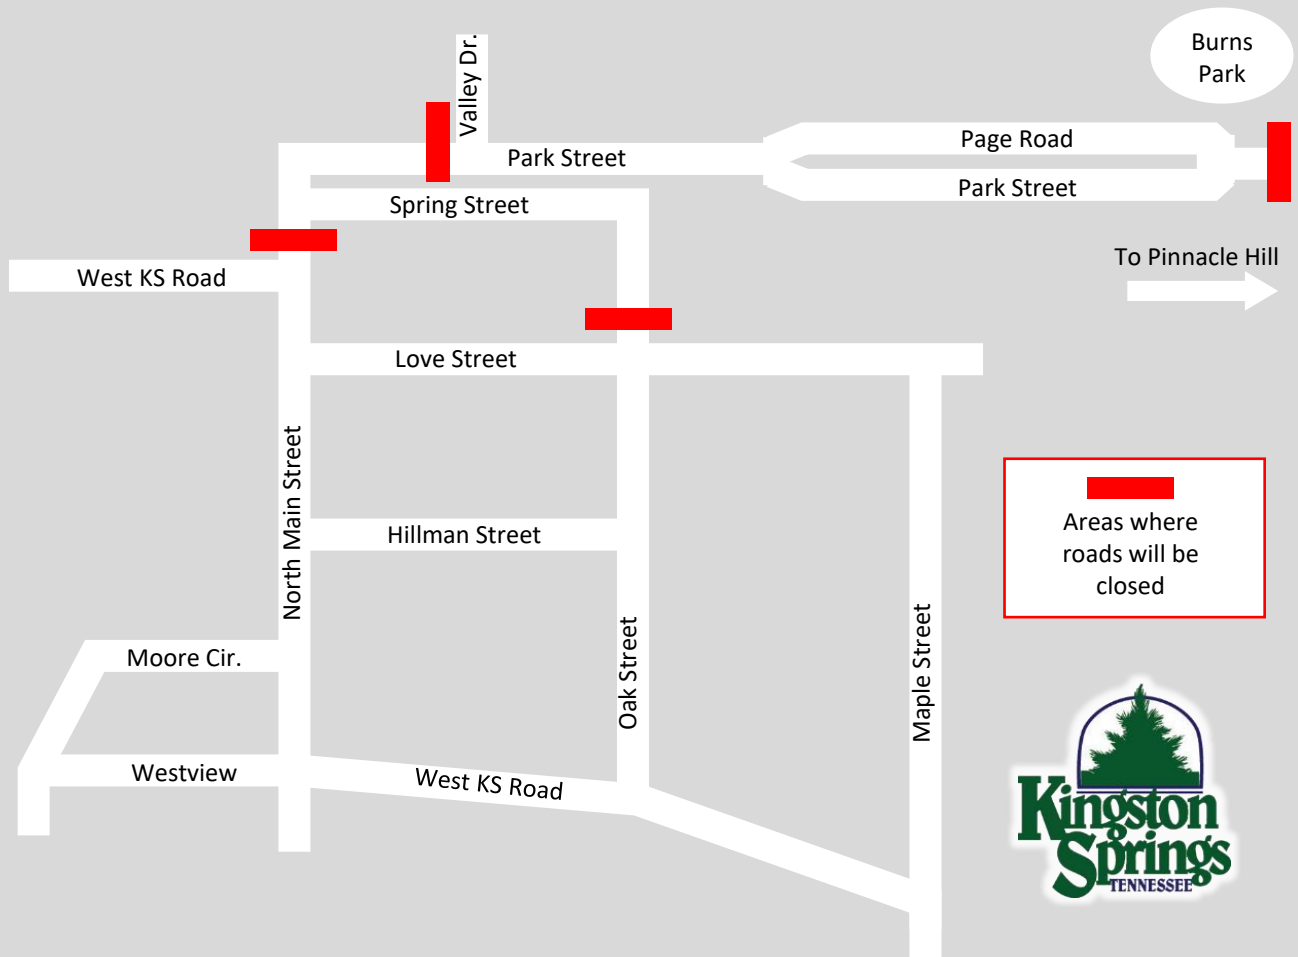 Burns
Park
Valley Dr.
Page Road
Park Street
Park Street
Spring Street
To Pinnacle Hill
West KS Road
Love Street
North Main Street
Hillman Street
Areas where
roads will be
closed
Oak Street
Maple Street
Moore Cir.
Westview
West KS Road
Kingston
Springs
TENNESSEE